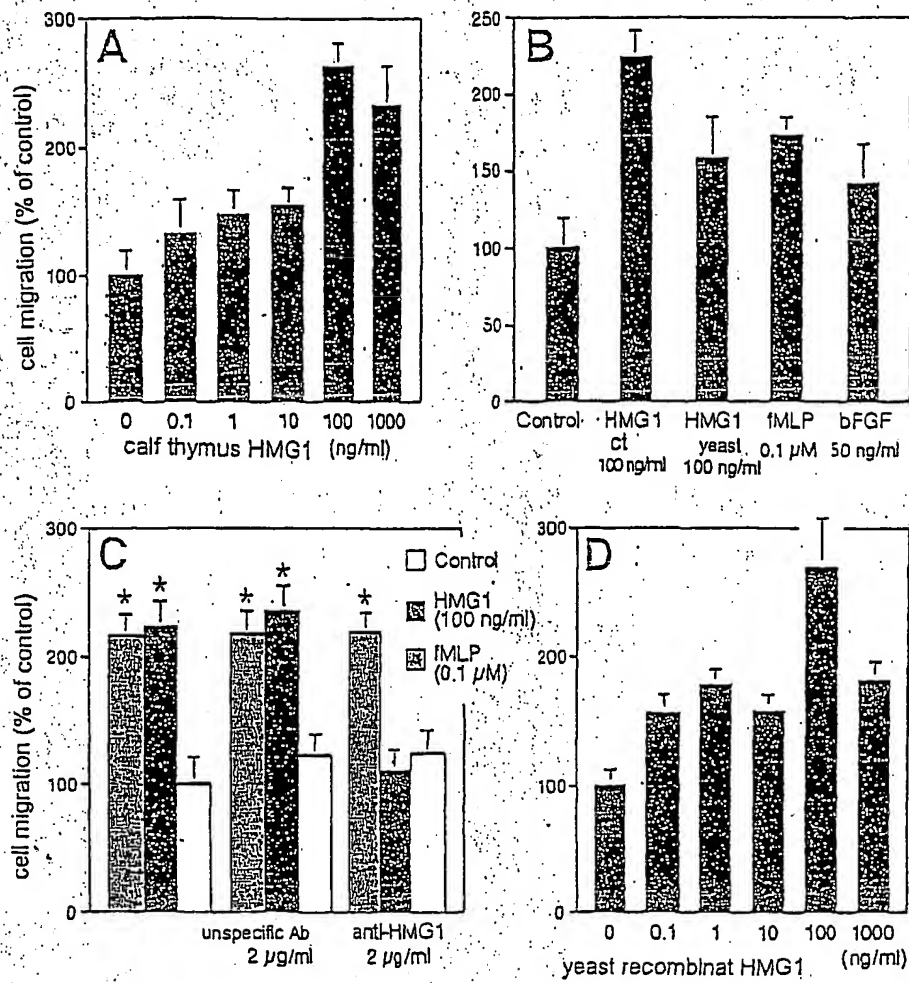 A
cell migration (% of control)
300
200
100
0
0 0.1 1 10 100 1000
calf thymus HMG1 (ng/ml)
B
250
200
150
100
50
0
Control HMG1 HMG1 fMLP bFGF
ct yeast 0.1 µM 50 ng/ml
100 ng/ml 100 ng/ml
C
cell migration (% of control)
300
200
100
0
* * * * *
Control
HMG1
(100 ng/ml)
fMLP
(0.1 µM)
unspecific Ab anti-HMG1
2 µg/ml 2 µg/ml
D
300
200
100
0
0 0.1 1 10 100 1000
yeast recombinat HMG1 (ng/ml)